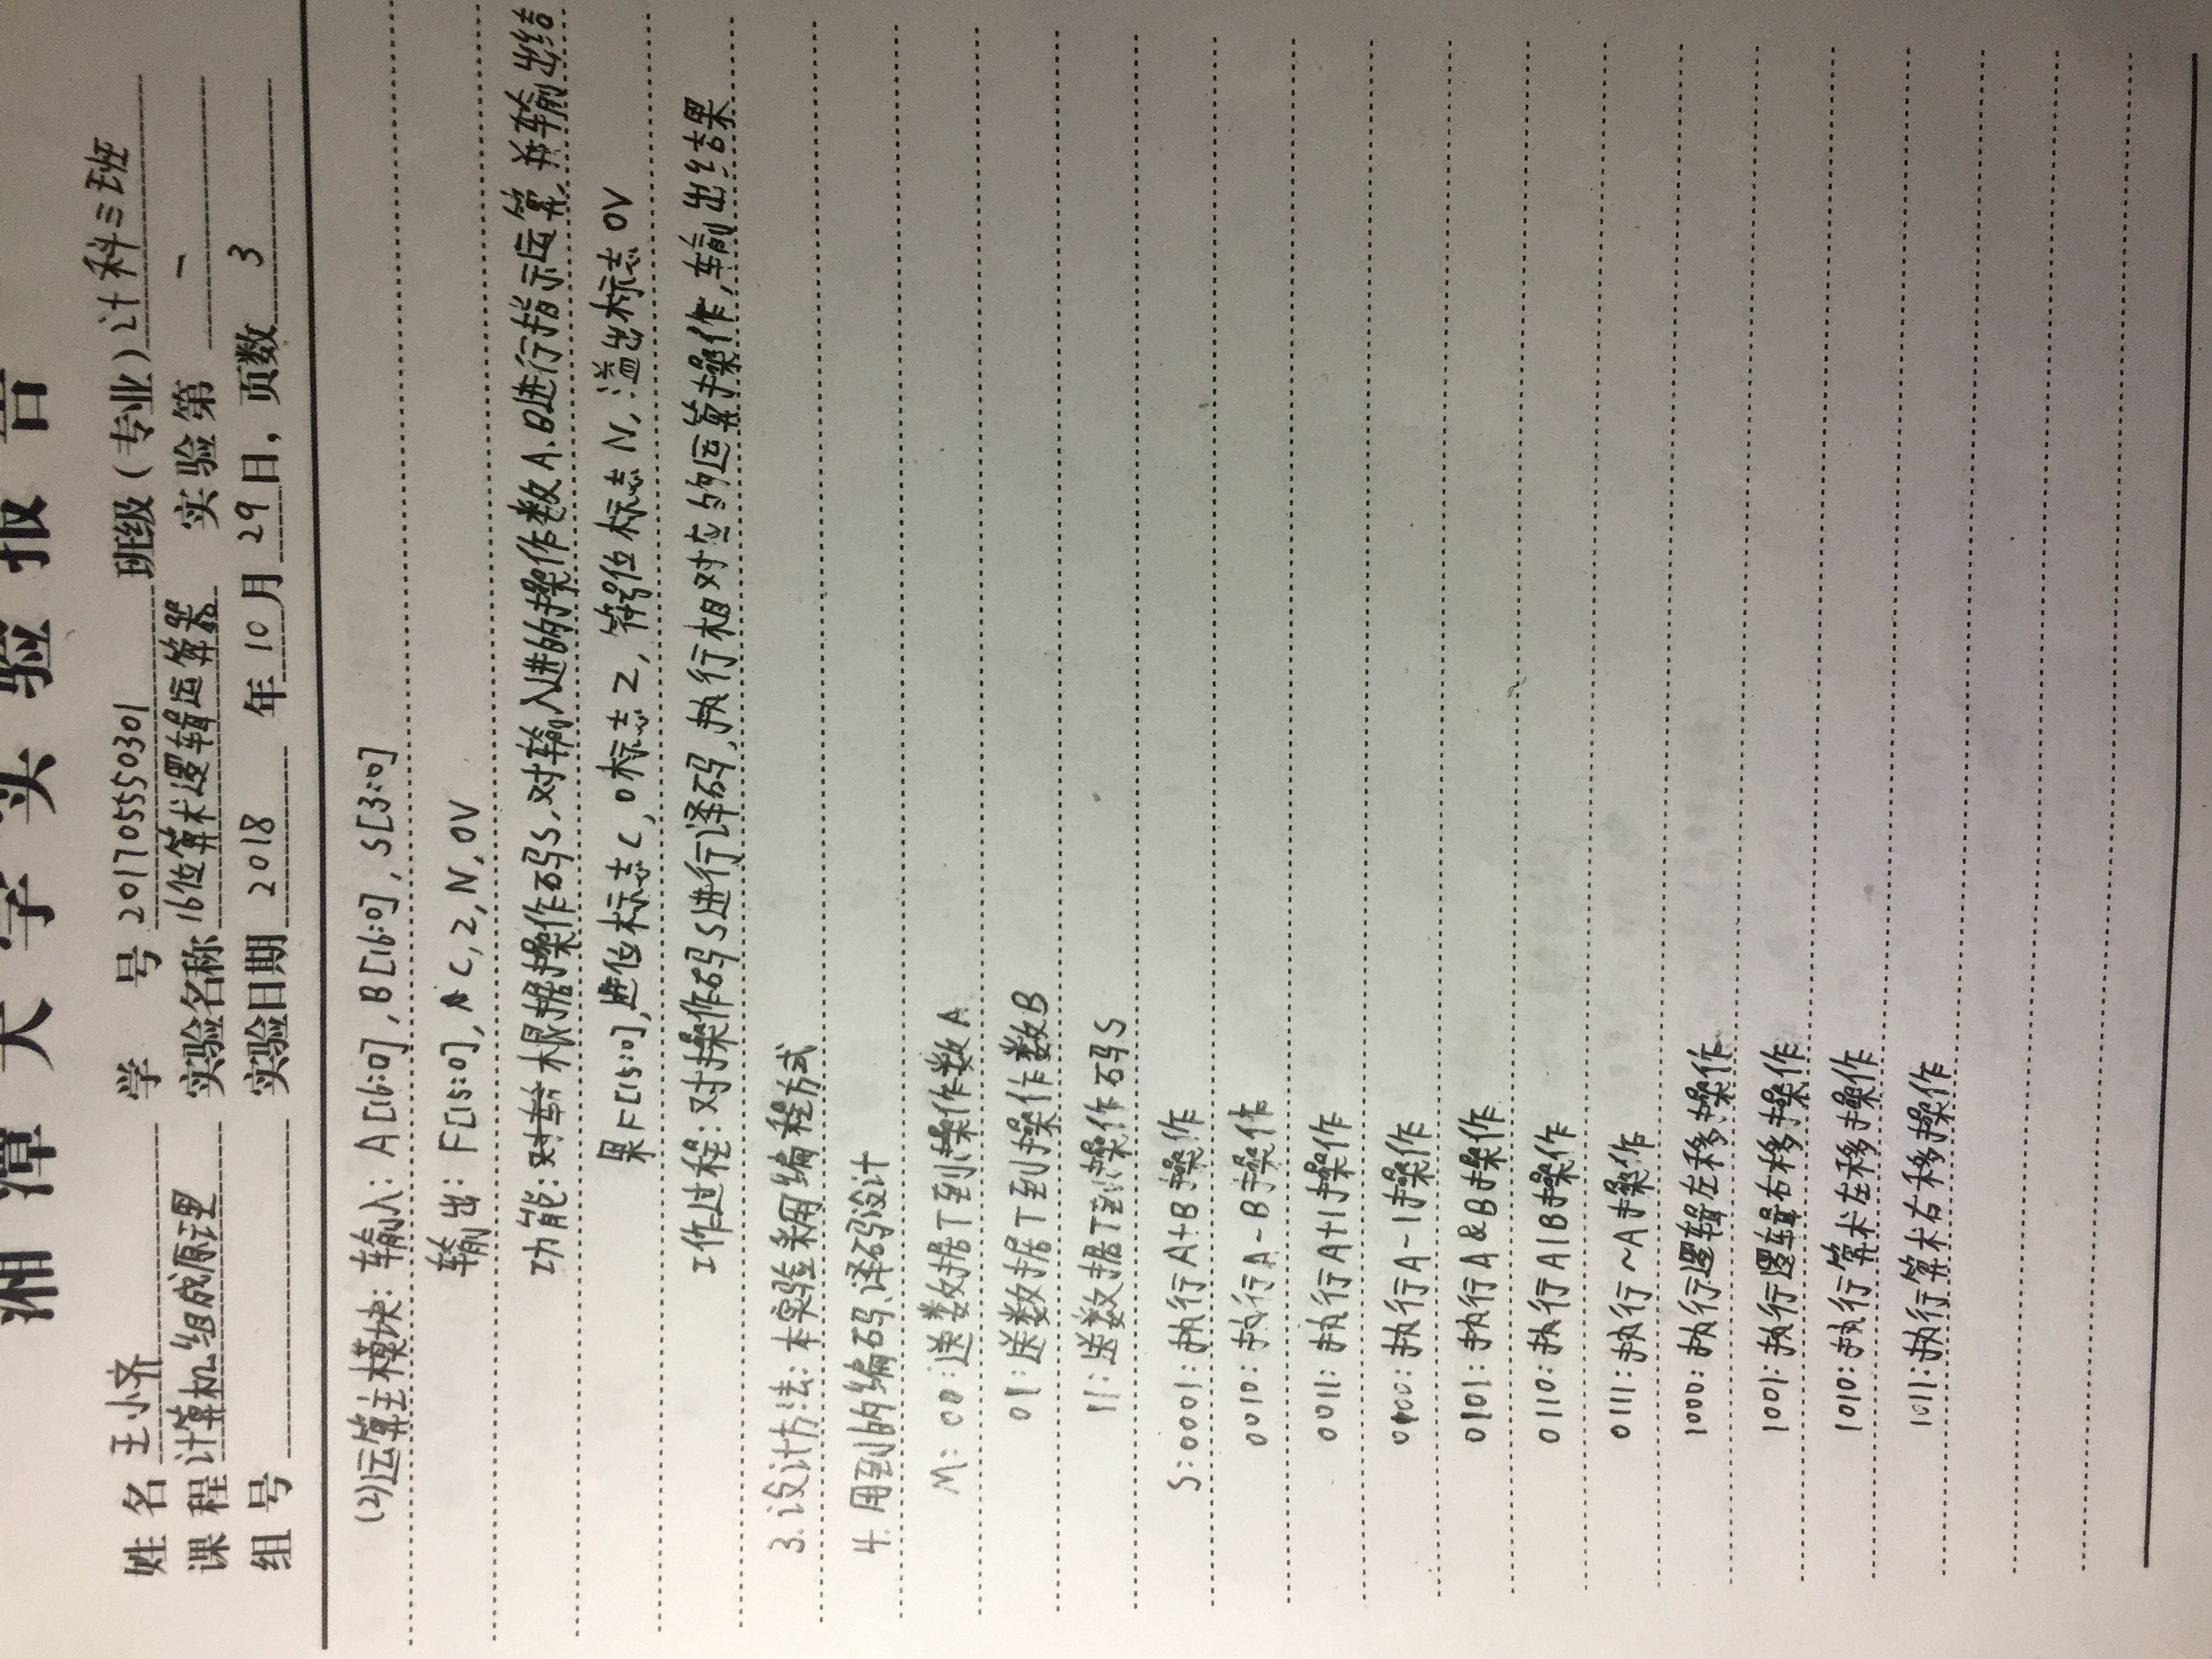 湘潭大学实验报告
姓名 王小齐 学号 201705550301 班级（专业）计科三班
课程 计算机组成原理 实验名称 16位算术逻辑运算器 实验第 一
组号 实验日期 2018 年 10 月 29 日，页数 3
(2)运算主模块: 输入: A[16:0], B[16:0], S[3:0]
输出: F[15:0], C, Z, N, OV
功能: 根据操作码S,对输入进的操作数A、B进行指示运算,并输出结
果F[15:0],进位标志C, 0标志Z, 符号位标志N, 溢出标志OV
工作过程: 对操作码S进行译码,执行相对应的运算操作,输出结果
3.设计方法: 本实验采用编程方式
4.用到的编码、译码设计
M: 00:送数据T到操作数A
01:送数据T到操作数B
11:送数据T到操作码S
S:0001:执行A+B操作
0010:执行A-B操作
0011:执行A+1操作
0100:执行A-1操作
0101:执行A&B操作
0110:执行A|B操作
0111:执行~A操作
1000:执行逻辑左移操作
1001:执行逻辑右移操作
1010:执行算术左移操作
1011:执行算术右移操作